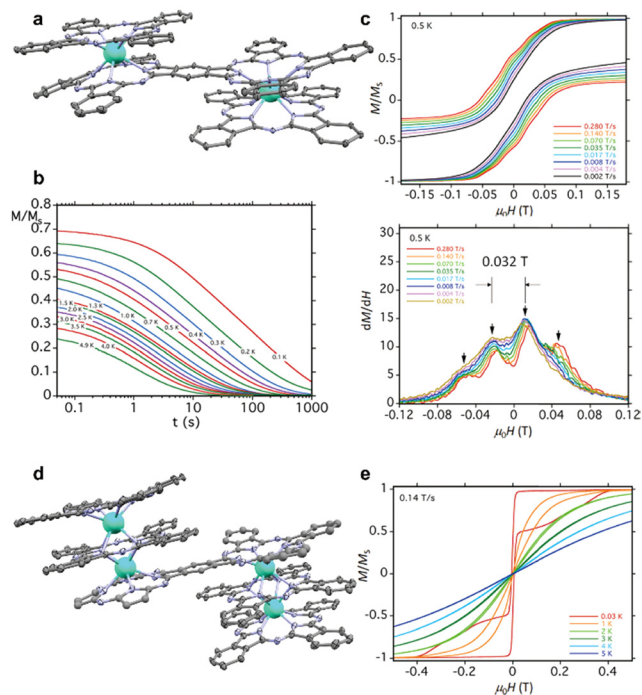 a
b
M/Ms
0.8
0.7
0.6
0.5
0.4
0.3
0.2
0.1
0
1.5 K
1.3 K
2.0 K
1.0 K
3.0 K
2.5 K
0.7 K
0.5 K
3.5 K
0.4 K
0.3 K
4.9 K
4.0 K
0.2 K
0.1 K
0.1
1
10
100
1000
t (s)
c
0.5 K
M/Ms
1
0.5
0
-0.5
-1
0.280 T/s
0.140 T/s
0.070 T/s
0.035 T/s
0.017 T/s
0.008 T/s
0.004 T/s
0.002 T/s
-0.15
-0.1
-0.05
0
0.05
0.1
0.15
μ0H (T)
0.5 K
dM/dH
30
25
20
15
10
5
0
0.280 T/s
0.140 T/s
0.070 T/s
0.035 T/s
0.017 T/s
0.008 T/s
0.004 T/s
0.002 T/s
0.032 T
-0.12
-0.08
-0.04
0
0.04
0.08
0.12
μ0H (T)
d
e
0.14 T/s
M/Ms
1
0.5
0
-0.5
-1
0.03 K
1 K
2 K
3 K
4 K
5 K
-0.4
-0.2
0
0.2
0.4
μ0H (T)